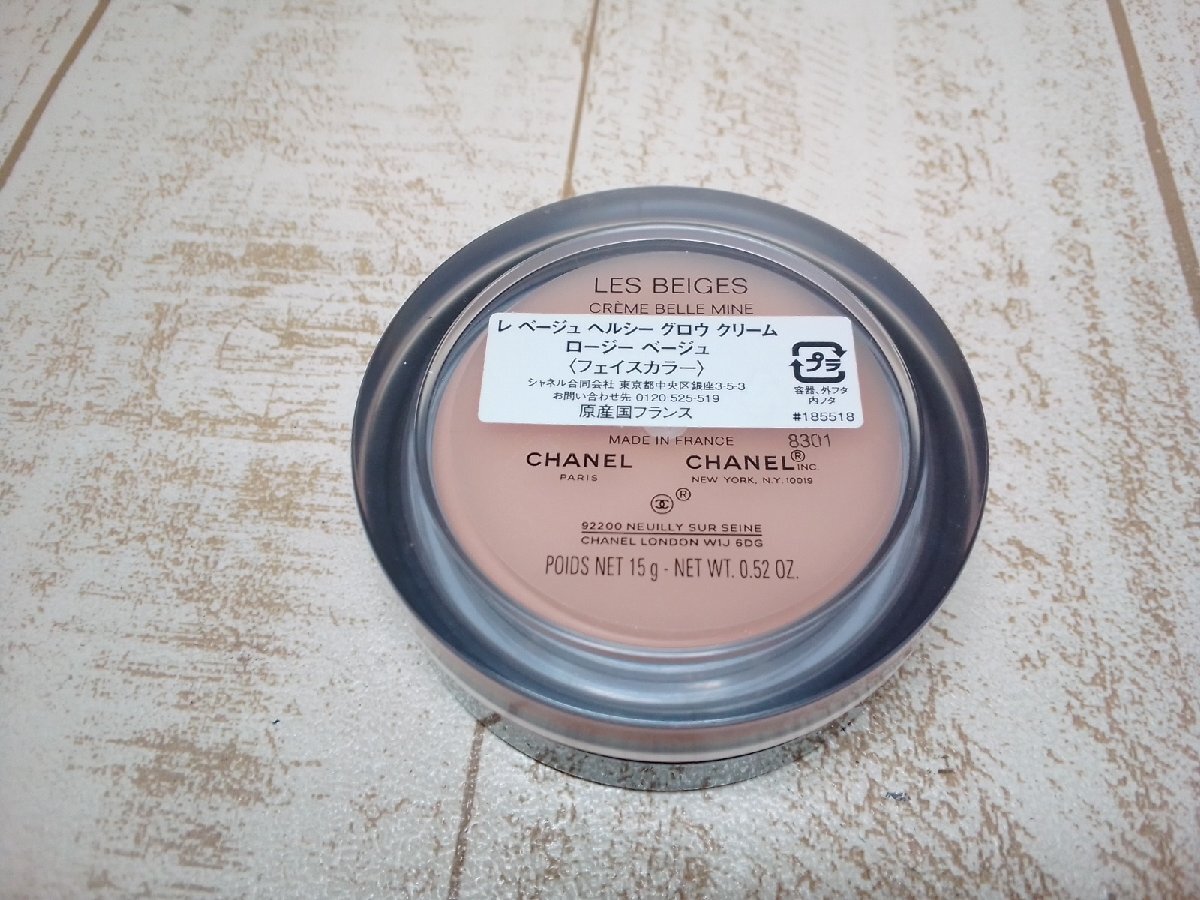 LES BEIGES
CRÈME BELLE MINE
レ ベージュ ヘルシー グロウ クリーム
ロージー ベージュ
〈フェイスカラー〉
シャネル合同会社 東京都中央区銀座3-5-3
お問い合わせ先 0120-525-519
原産国フランス
プラ
容器、外フタ
内フタ
#185518
MADE IN FRANCE 8301
CHANEL CHANEL® INC.
PARIS NEW YORK, N.Y. 10019
®
92200 NEUILLY SUR SEINE
CHANEL LONDON W1J 6DG
POIDS NET 15 g - NET WT. 0.52 OZ.